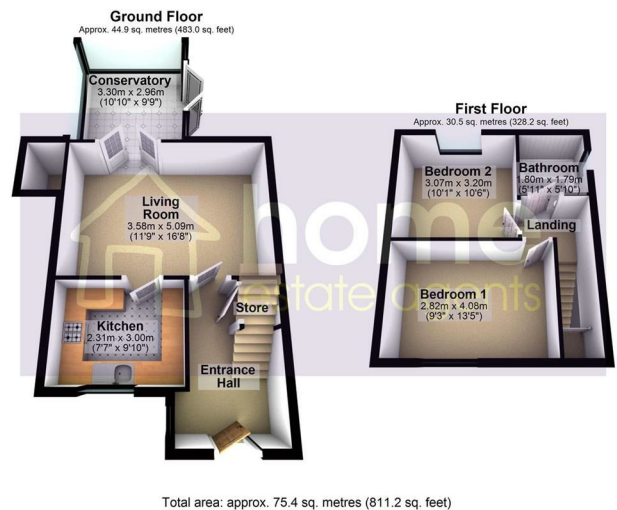 Ground Floor
Approx. 44.9 sq. metres (483.0 sq. feet)
Conservatory
3.30m x 2.96m
(10'10" x 9'9")
Living
Room
3.58m x 5.09m
(11'9" x 16'8")
Store
Kitchen
2.31m x 3.00m
(7'7" x 9'10")
Entrance
Hall
First Floor
Approx. 30.5 sq. metres (328.2 sq. feet)
Bedroom 2
3.07m x 3.20m
(10'1" x 10'6")
Bathroom
1.80m x 1.79m
(5'11" x 5'10")
Landing
Bedroom 1
2.82m x 4.08m
(9'3" x 13'5")
home
estate agents
Total area: approx. 75.4 sq. metres (811.2 sq. feet)